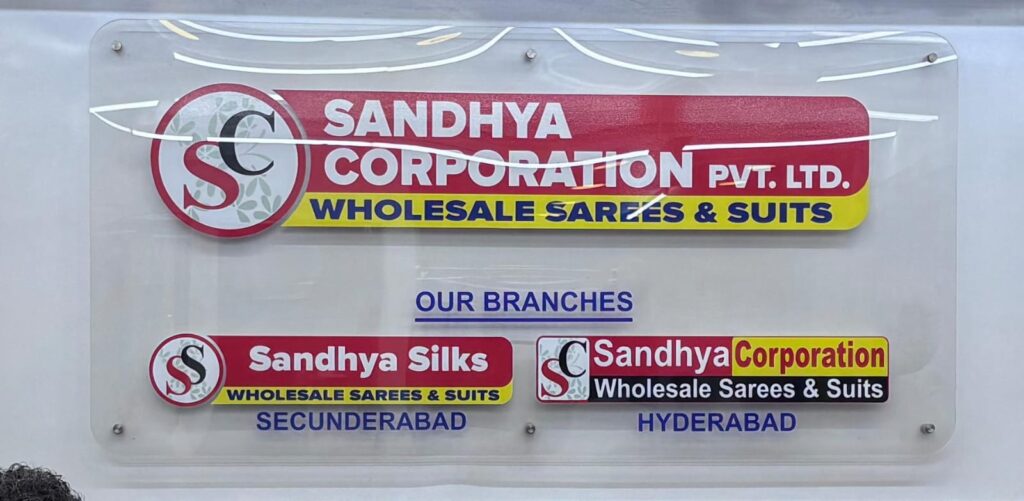 SC
SANDHYA
CORPORATION PVT. LTD.
WHOLESALE SAREES & SUITS
OUR BRANCHES
SS
Sandhya Silks
WHOLESALE SAREES & SUITS
SECUNDERABAD
SC
Sandhya Corporation
Wholesale Sarees & Suits
HYDERABAD